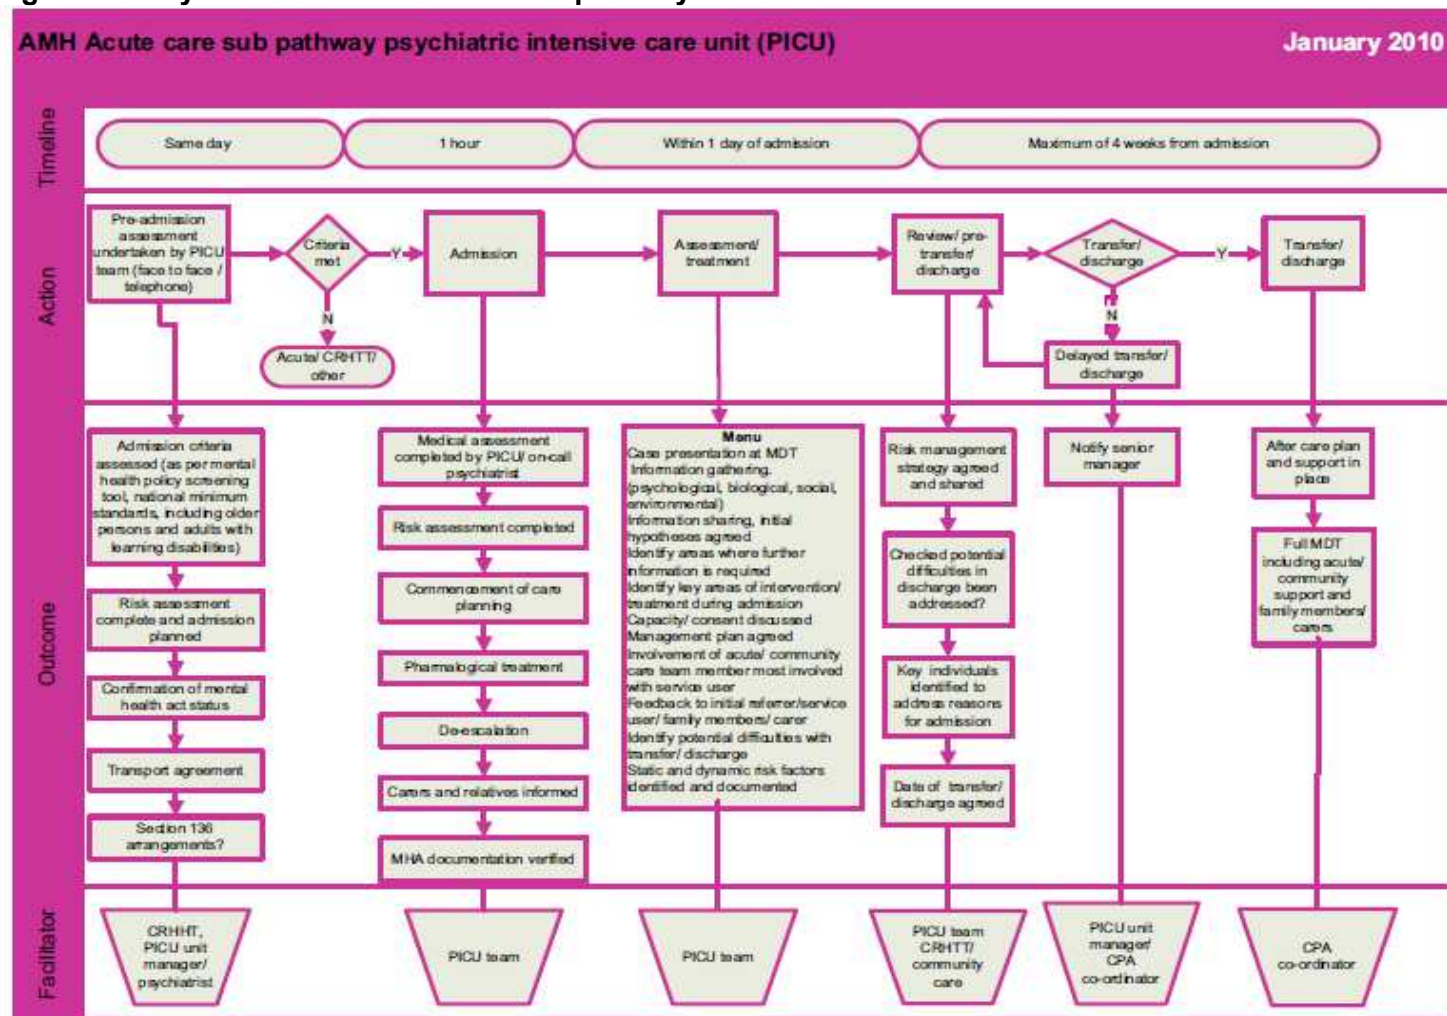 AMH Acute care sub pathway psychiatric intensive care unit (PICU)
January 2010
Timeline
Same day
1 hour
Within 1 day of admission
Maximum of 4 weeks from admission
Action
Pre-admission
assessment
undertaken by PICU
team (face to face /
telephone)
Criteria
met
Y
N
Acute/ CRHTT/
other
Admission
Assessment/
treatment
Review/ pre-
transfer/
discharge
Transfer/
discharge
Y
N
Delayed transfer/
discharge
Transfer/
discharge
Outcome
Admission criteria
assessed (as per mental
health policy screening
tool, national minimum
standards, including older
persons and adults with
learning disabilities)
Risk assessment
complete and admission
planned
Confirmation of mental
health act status
Transport agreement
Section 136
arrangements?
Medical assessment
completed by PICU/ on-call
psychiatrist
Risk assessment completed
Commencement of care
planning
Pharmalogical treatment
De-escalation
Carers and relatives informed
MHA documentation verified
Menu
Case presentation at MDT
Information gathering.
(psychological, biological, social,
environmental)
Information sharing, initial
hypotheses agreed
Identify areas where further
information is required
Identify key areas of intervention/
treatment during admission
Capacity/ consent discussed
Management plan agreed
Involvement of acute/ community
care team member most involved
with service user
Feedback to initial referrer/service
user/ family members/ carer
Identify potential difficulties with
transfer/ discharge
Static and dynamic risk factors
identified and documented
Risk management
strategy agreed
and shared
Checked potential
difficulties in
discharge been
addressed?
Key individuals
identified to
address reasons
for admission
Date of transfer/
discharge agreed
Notify senior
manager
After care plan
and support in
place
Full MDT
including acute/
community
support and
family members/
carers
Facilitator
CRHHT,
PICU unit
manager/
psychiatrist
PICU team
PICU team
PICU team
CRHTT/
community
care
PICU unit
manager/
CPA
co-ordinator
CPA
co-ordinator